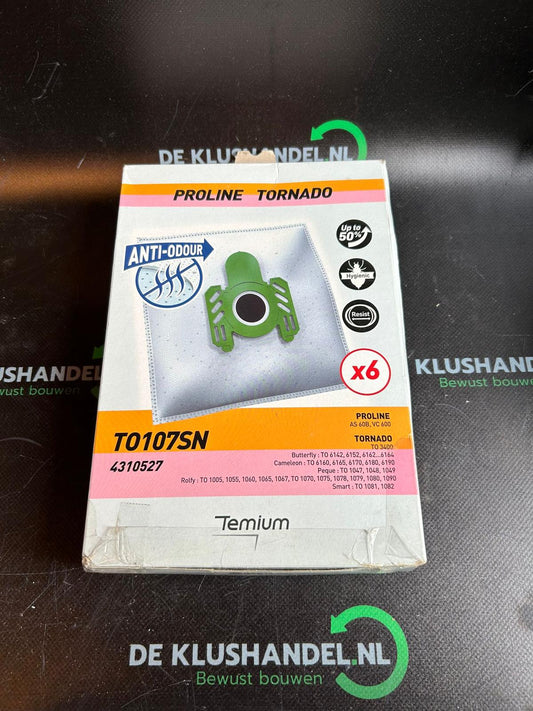 DE KLUSHANDEL.NL
PROLINE TORNADO
ANTI-ODOUR
Up to
50%
Hygienic
Resist
x6
KLUSHANDEL
Bewust bouwen
KLUSHANDEL
Bewust bouwen
TO107SN
4310527
PROLINE
AS 60B, VC 600
TORNADO
TO 3400
Butterfly : TO 6142, 6152, 6162...6164
Cameleon : TO 6160, 6165, 6170, 6180, 6190
Peque : TO 1047, 1048, 1049
Rolfy : TO 1005, 1055, 1060, 1065, 1067, TO 1070, 1075, 1078, 1079, 1080, 1090
Smart : TO 1081, 1082
Temium
DE KLUSHANDEL.NL
Bewust bouwen